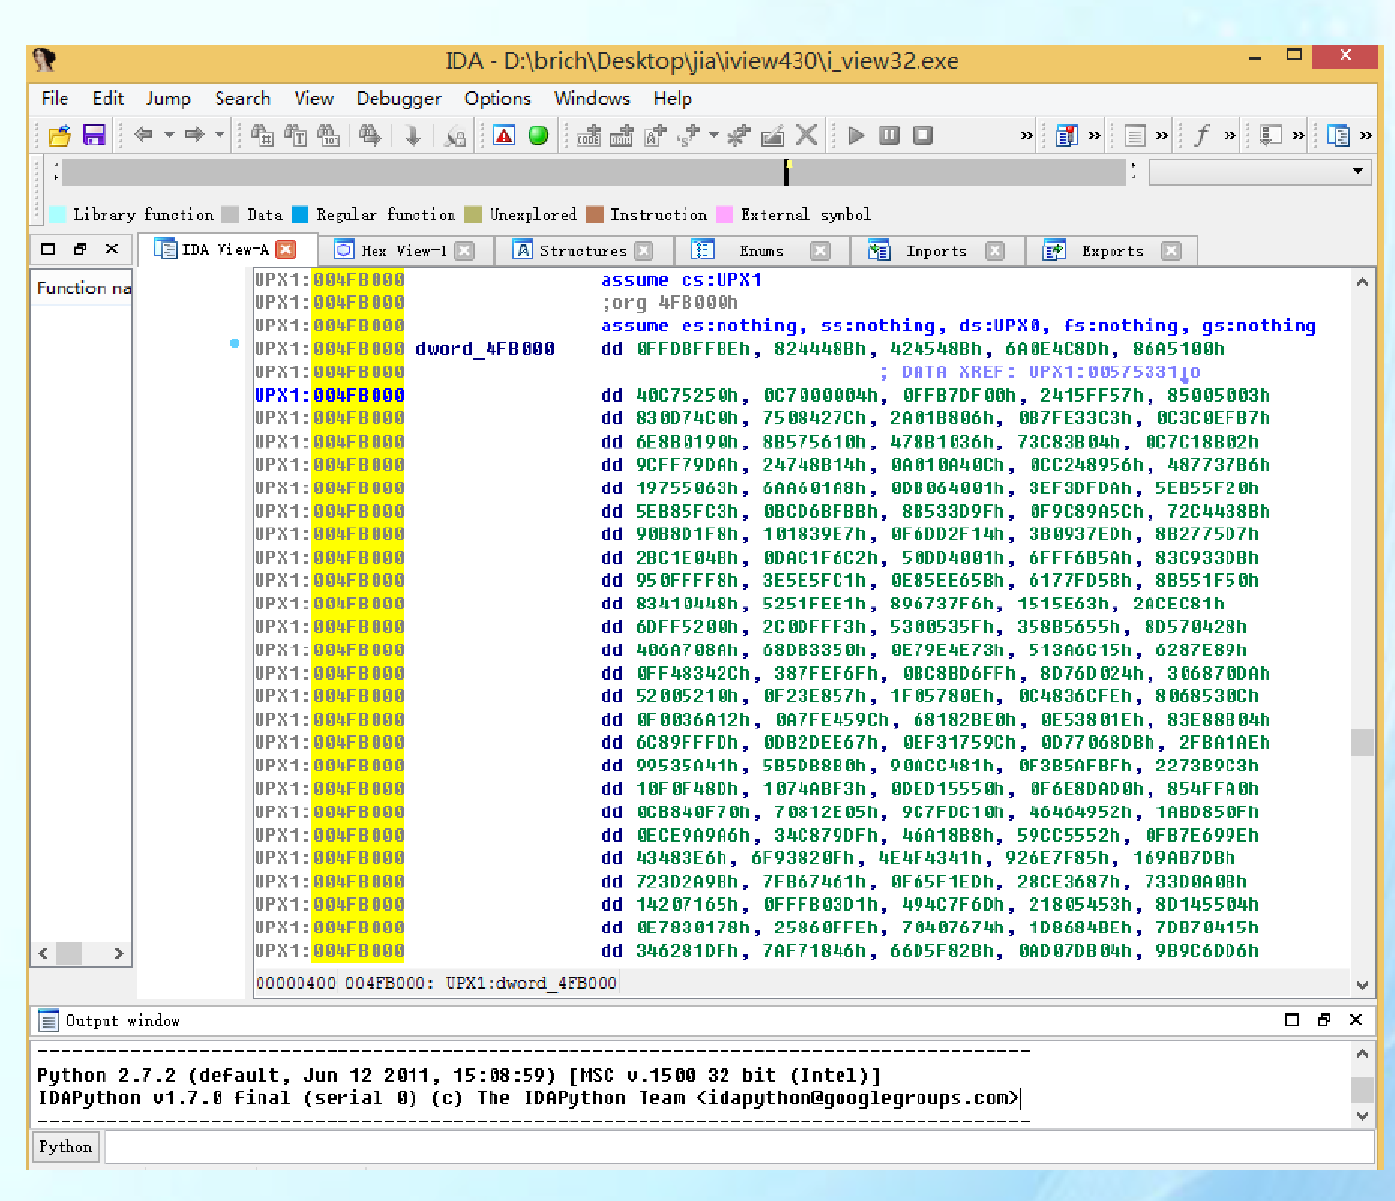 IDA - D:\brich\Desktop\jia\iview430\i_view32.exe
File Edit Jump Search View Debugger Options Windows Help
Library function Data Regular function Unexplored Instruction External symbol
IDA View-A Hex View-1 Structures Enums Imports Exports
Function na
UPX1:004FB000 assume cs:UPX1
UPX1:004FB000 ;org 4FB000h
UPX1:004FB000 assume es:nothing, ss:nothing, ds:UPX0, fs:nothing, gs:nothing
UPX1:004FB000 dword_4FB000 dd 0FFDBFFBEh, 824448Bh, 424548Bh, 6A0E4C8Dh, 86A5100h
UPX1:004FB000 ; DATA XREF: UPX1:00575331↓o
UPX1:004FB000 dd 40C75250h, 0C7000004h, 0FFB7DF00h, 2415FF57h, 85005003h
UPX1:004FB000 dd 830D74C0h, 7508427Ch, 2A01B806h, 0B7FE33C3h, 0C3C0EFB7h
UPX1:004FB000 dd 6E8B0190h, 8B575610h, 478B1036h, 73C83B04h, 0C7C18B02h
UPX1:004FB000 dd 9CFF79DAh, 24748B14h, 0A010A40Ch, 0CC248956h, 487737B6h
UPX1:004FB000 dd 19755063h, 6AA601A8h, 0DB064001h, 3EF3DFDAh, 5EB55F20h
UPX1:004FB000 dd 5EB85FC3h, 0BCD6BFBBh, 8B533D9Fh, 0F9C89A5Ch, 72C4438Bh
UPX1:004FB000 dd 90B8D1F8h, 101839E7h, 0F6DD2F14h, 3B0937EDh, 8B2775D7h
UPX1:004FB000 dd 2BC1E04Bh, 0DAC1F6C2h, 50DD4001h, 6FFF6B5Ah, 83C933DBh
UPX1:004FB000 dd 950FFFF8h, 3E5E5FC1h, 0E85EE65Bh, 6177FD5Bh, 8B551F50h
UPX1:004FB000 dd 83410448h, 5251FEE1h, 896737F6h, 1515E63h, 2ACEC81h
UPX1:004FB000 dd 6DFF5200h, 2C0DFFF3h, 5300535Fh, 358B5655h, 8D570428h
UPX1:004FB000 dd 406A708Ah, 68DB3350h, 0E79E4E73h, 513A6C15h, 6287E89h
UPX1:004FB000 dd 0FF48342Ch, 387FEF6Fh, 0BC8BD6FFh, 8D76D024h, 306870DAh
UPX1:004FB000 dd 52005210h, 0F23E857h, 1F05780Eh, 0C4836CFEh, 8068530Ch
UPX1:004FB000 dd 0F0036A12h, 0A7FE459Ch, 68182BE0h, 0E53801Eh, 83E88B04h
UPX1:004FB000 dd 6C89FFFDh, 0DB2DEE67h, 0EF31759Ch, 0D77068DBh, 2FBA1AEh
UPX1:004FB000 dd 99535A41h, 5B5DB8B0h, 90ACC481h, 0F3B5AFBFh, 2273B9C3h
UPX1:004FB000 dd 10F0F48Dh, 1074ABF3h, 0DED15550h, 0F6E8DAD0h, 854FFA0h
UPX1:004FB000 dd 0CB840F70h, 70812E05h, 9C7FDC10h, 46464952h, 1ABD850Fh
UPX1:004FB000 dd 0ECE9A9A6h, 34C879DFh, 46A18B8h, 59CC5552h, 0FB7E699Eh
UPX1:004FB000 dd 43483E6h, 6F93820Fh, 4E4F4341h, 926E7F85h, 169AB7DBh
UPX1:004FB000 dd 723D2A9Bh, 7FB67461h, 0F65F1EDh, 28CE3687h, 733D0A0Bh
UPX1:004FB000 dd 14207165h, 0FFFB03D1h, 494C7F6Dh, 21805453h, 8D145504h
UPX1:004FB000 dd 0E7830178h, 25860FFEh, 70407674h, 1D8684BEh, 7DB70415h
UPX1:004FB000 dd 346281DFh, 7AF71846h, 66D5F82Bh, 0AD07DB04h, 9B9C6DD6h
00000400 004FB000: UPX1:dword_4FB000
Output window
Python 2.7.2 (default, Jun 12 2011, 15:08:59) [MSC v.1500 32 bit (Intel)]
IDAPython v1.7.0 final (serial 0) (c) The IDAPython Team <idapython@googlegroups.com>
Python